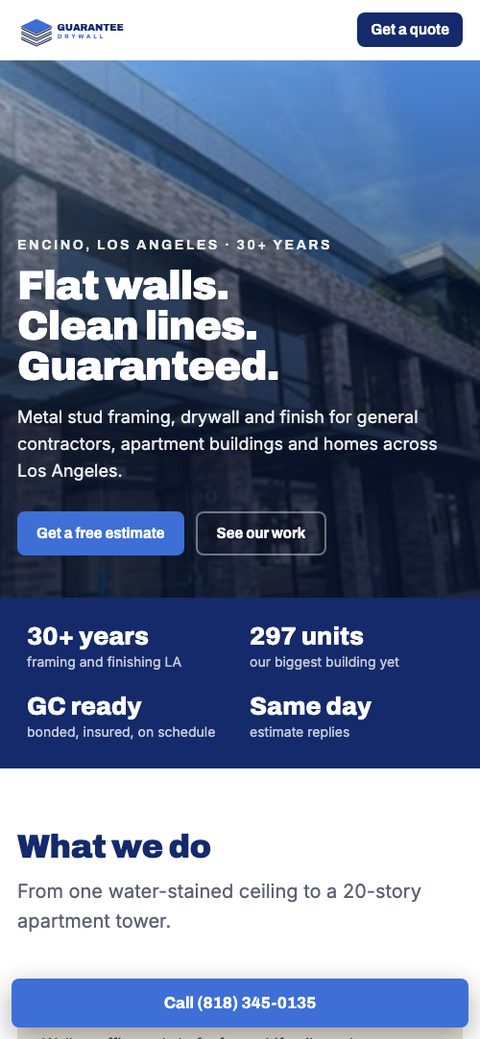 GUARANTEE
DRYWALL
Get a quote
ENCINO, LOS ANGELES · 30+ YEARS
Flat walls.
Clean lines.
Guaranteed.
Metal stud framing, drywall and finish for general
contractors, apartment buildings and homes across
Los Angeles.
Get a free estimate
See our work
30+ years
framing and finishing LA
297 units
our biggest building yet
GC ready
bonded, insured, on schedule
Same day
estimate replies
What we do
From one water-stained ceiling to a 20-story
apartment tower.
Call (818) 345-0135